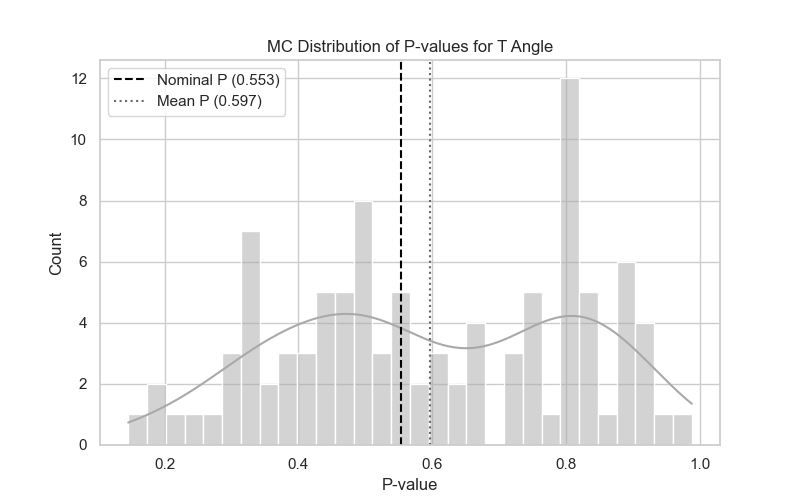 MC Distribution of P-values for T Angle
Nominal P (0.553)
Mean P (0.597)
12
10
8
6
4
2
0
Count
0.2
0.4
0.6
0.8
1.0
P-value